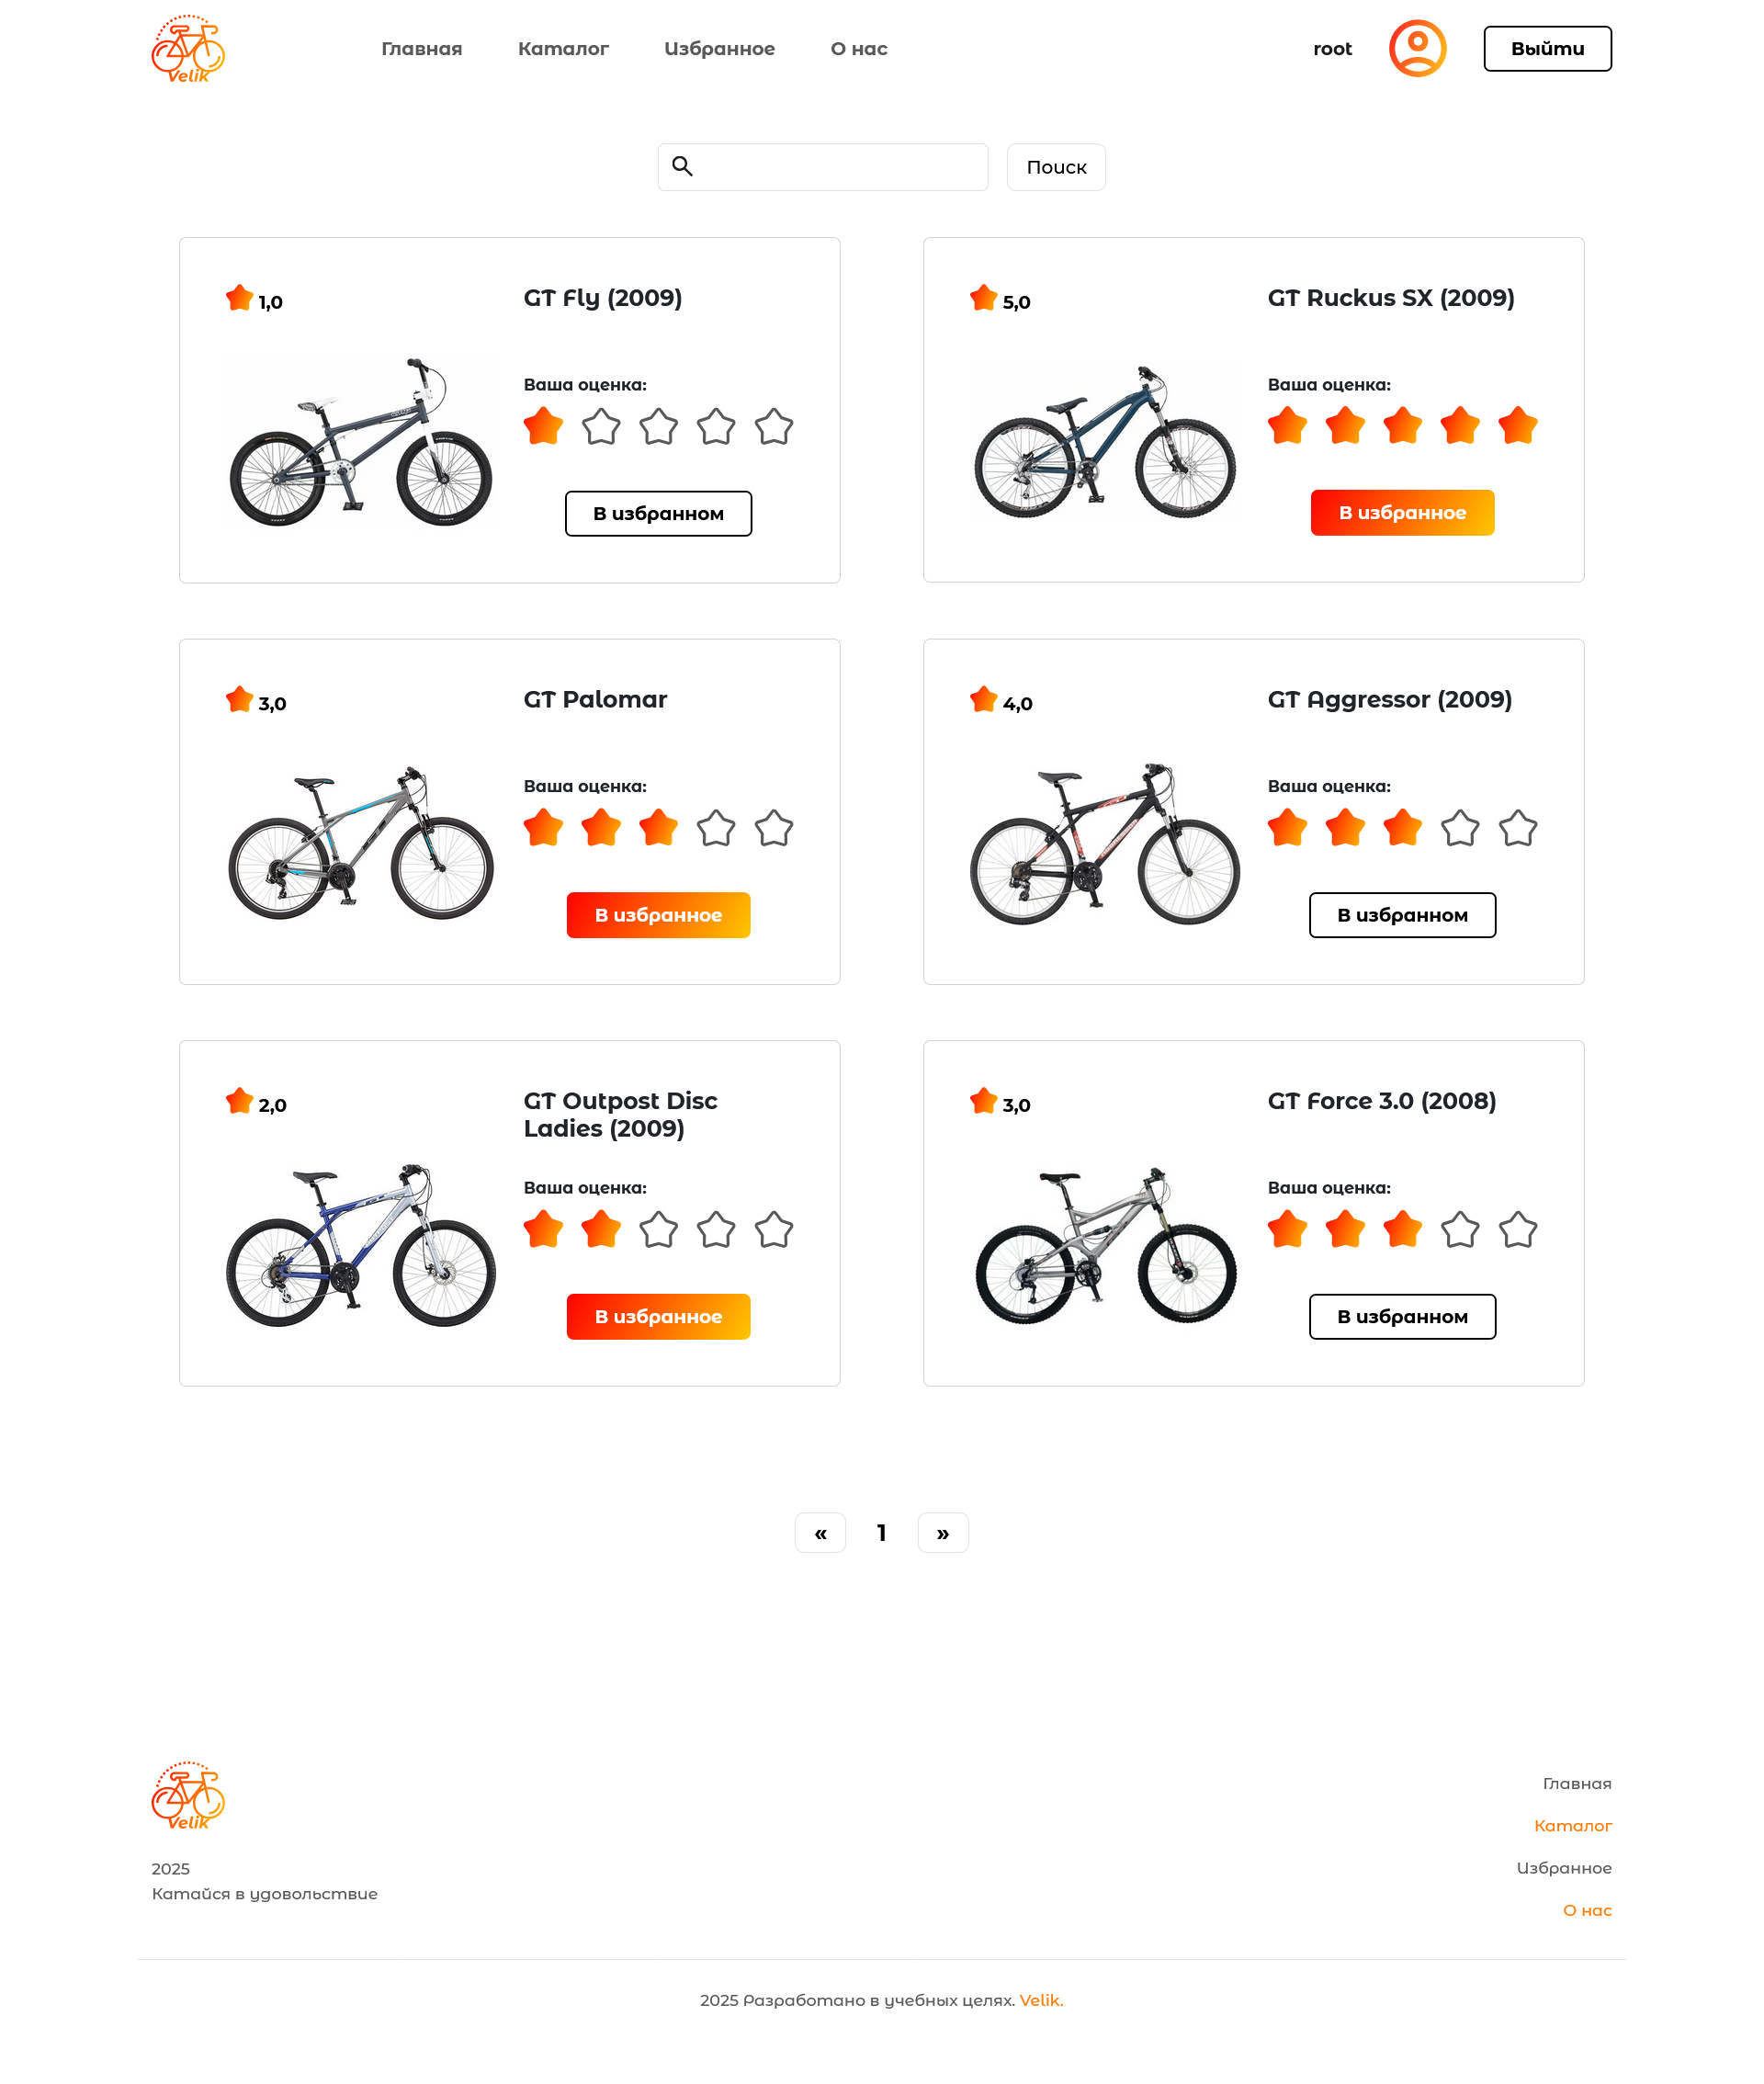 Velik
Главная
Каталог
Избранное
О нас
root
Выйти
Поиск
1,0
GT Fly (2009)
Ваша оценка:
В избранном
5,0
GT Ruckus SX (2009)
Ваша оценка:
В избранное
3,0
GT Palomar
Ваша оценка:
В избранное
4,0
GT Aggressor (2009)
Ваша оценка:
В избранном
2,0
GT Outpost Disc
Ladies (2009)
Ваша оценка:
В избранное
3,0
GT Force 3.0 (2008)
Ваша оценка:
В избранном
« 1 »
Velik
2025
Катайся в удовольствие
Главная
Каталог
Избранное
О нас
2025 Разработано в учебных целях. Velik.